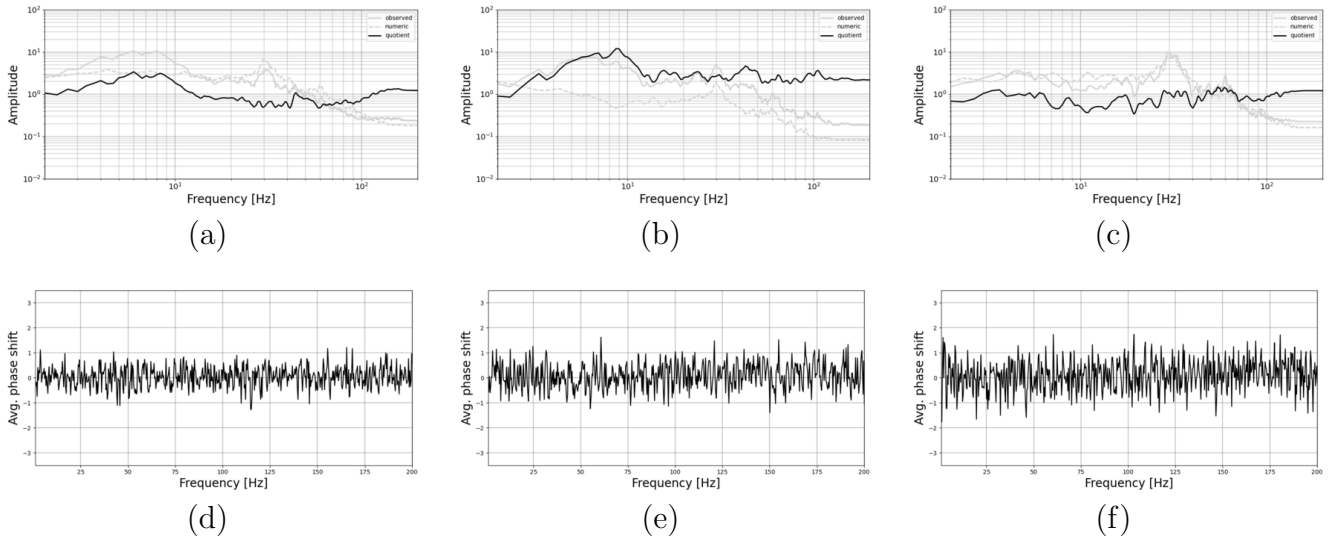 10²
10¹
10⁰
10⁻¹
10⁻²
Amplitude
observed
numeric
quotient
10¹
10²
Frequency [Hz]
(a)
10²
10¹
10⁰
10⁻¹
10⁻²
Amplitude
observed
numeric
quotient
10¹
10²
Frequency [Hz]
(b)
10²
10¹
10⁰
10⁻¹
10⁻²
Amplitude
observed
numeric
quotient
10¹
10²
Frequency [Hz]
(c)
3
2
1
0
−1
−2
−3
Avg. phase shift
25 50 75 100 125 150 175 200
Frequency [Hz]
(d)
3
2
1
0
−1
−2
−3
Avg. phase shift
25 50 75 100 125 150 175 200
Frequency [Hz]
(e)
3
2
1
0
−1
−2
−3
Avg. phase shift
25 50 75 100 125 150 175 200
Frequency [Hz]
(f)